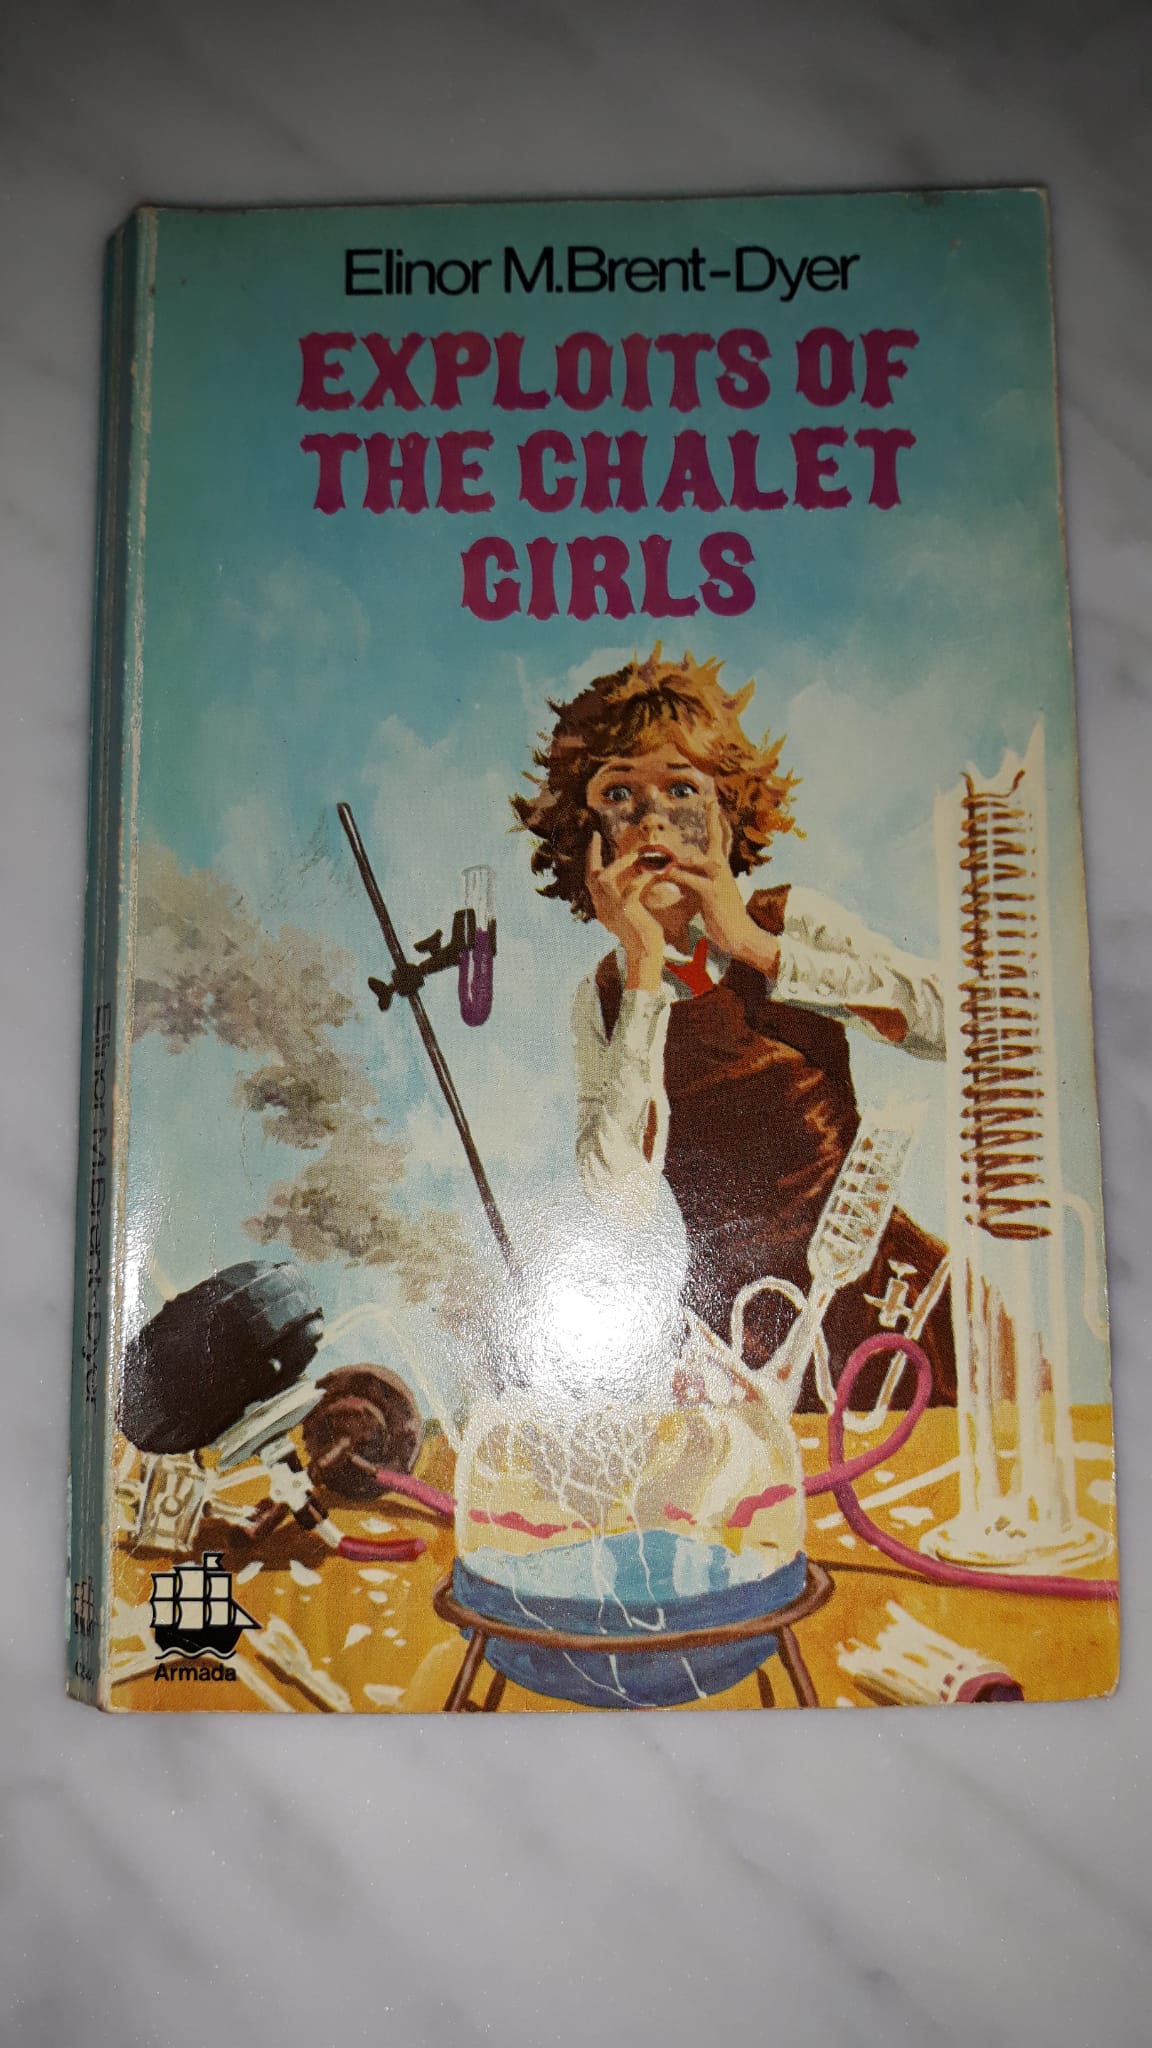 Elinor M.Brent-Dyer
EXPLOITS OF
THE CHALET
GIRLS
Armada
Elinor M.Brent-Dyer